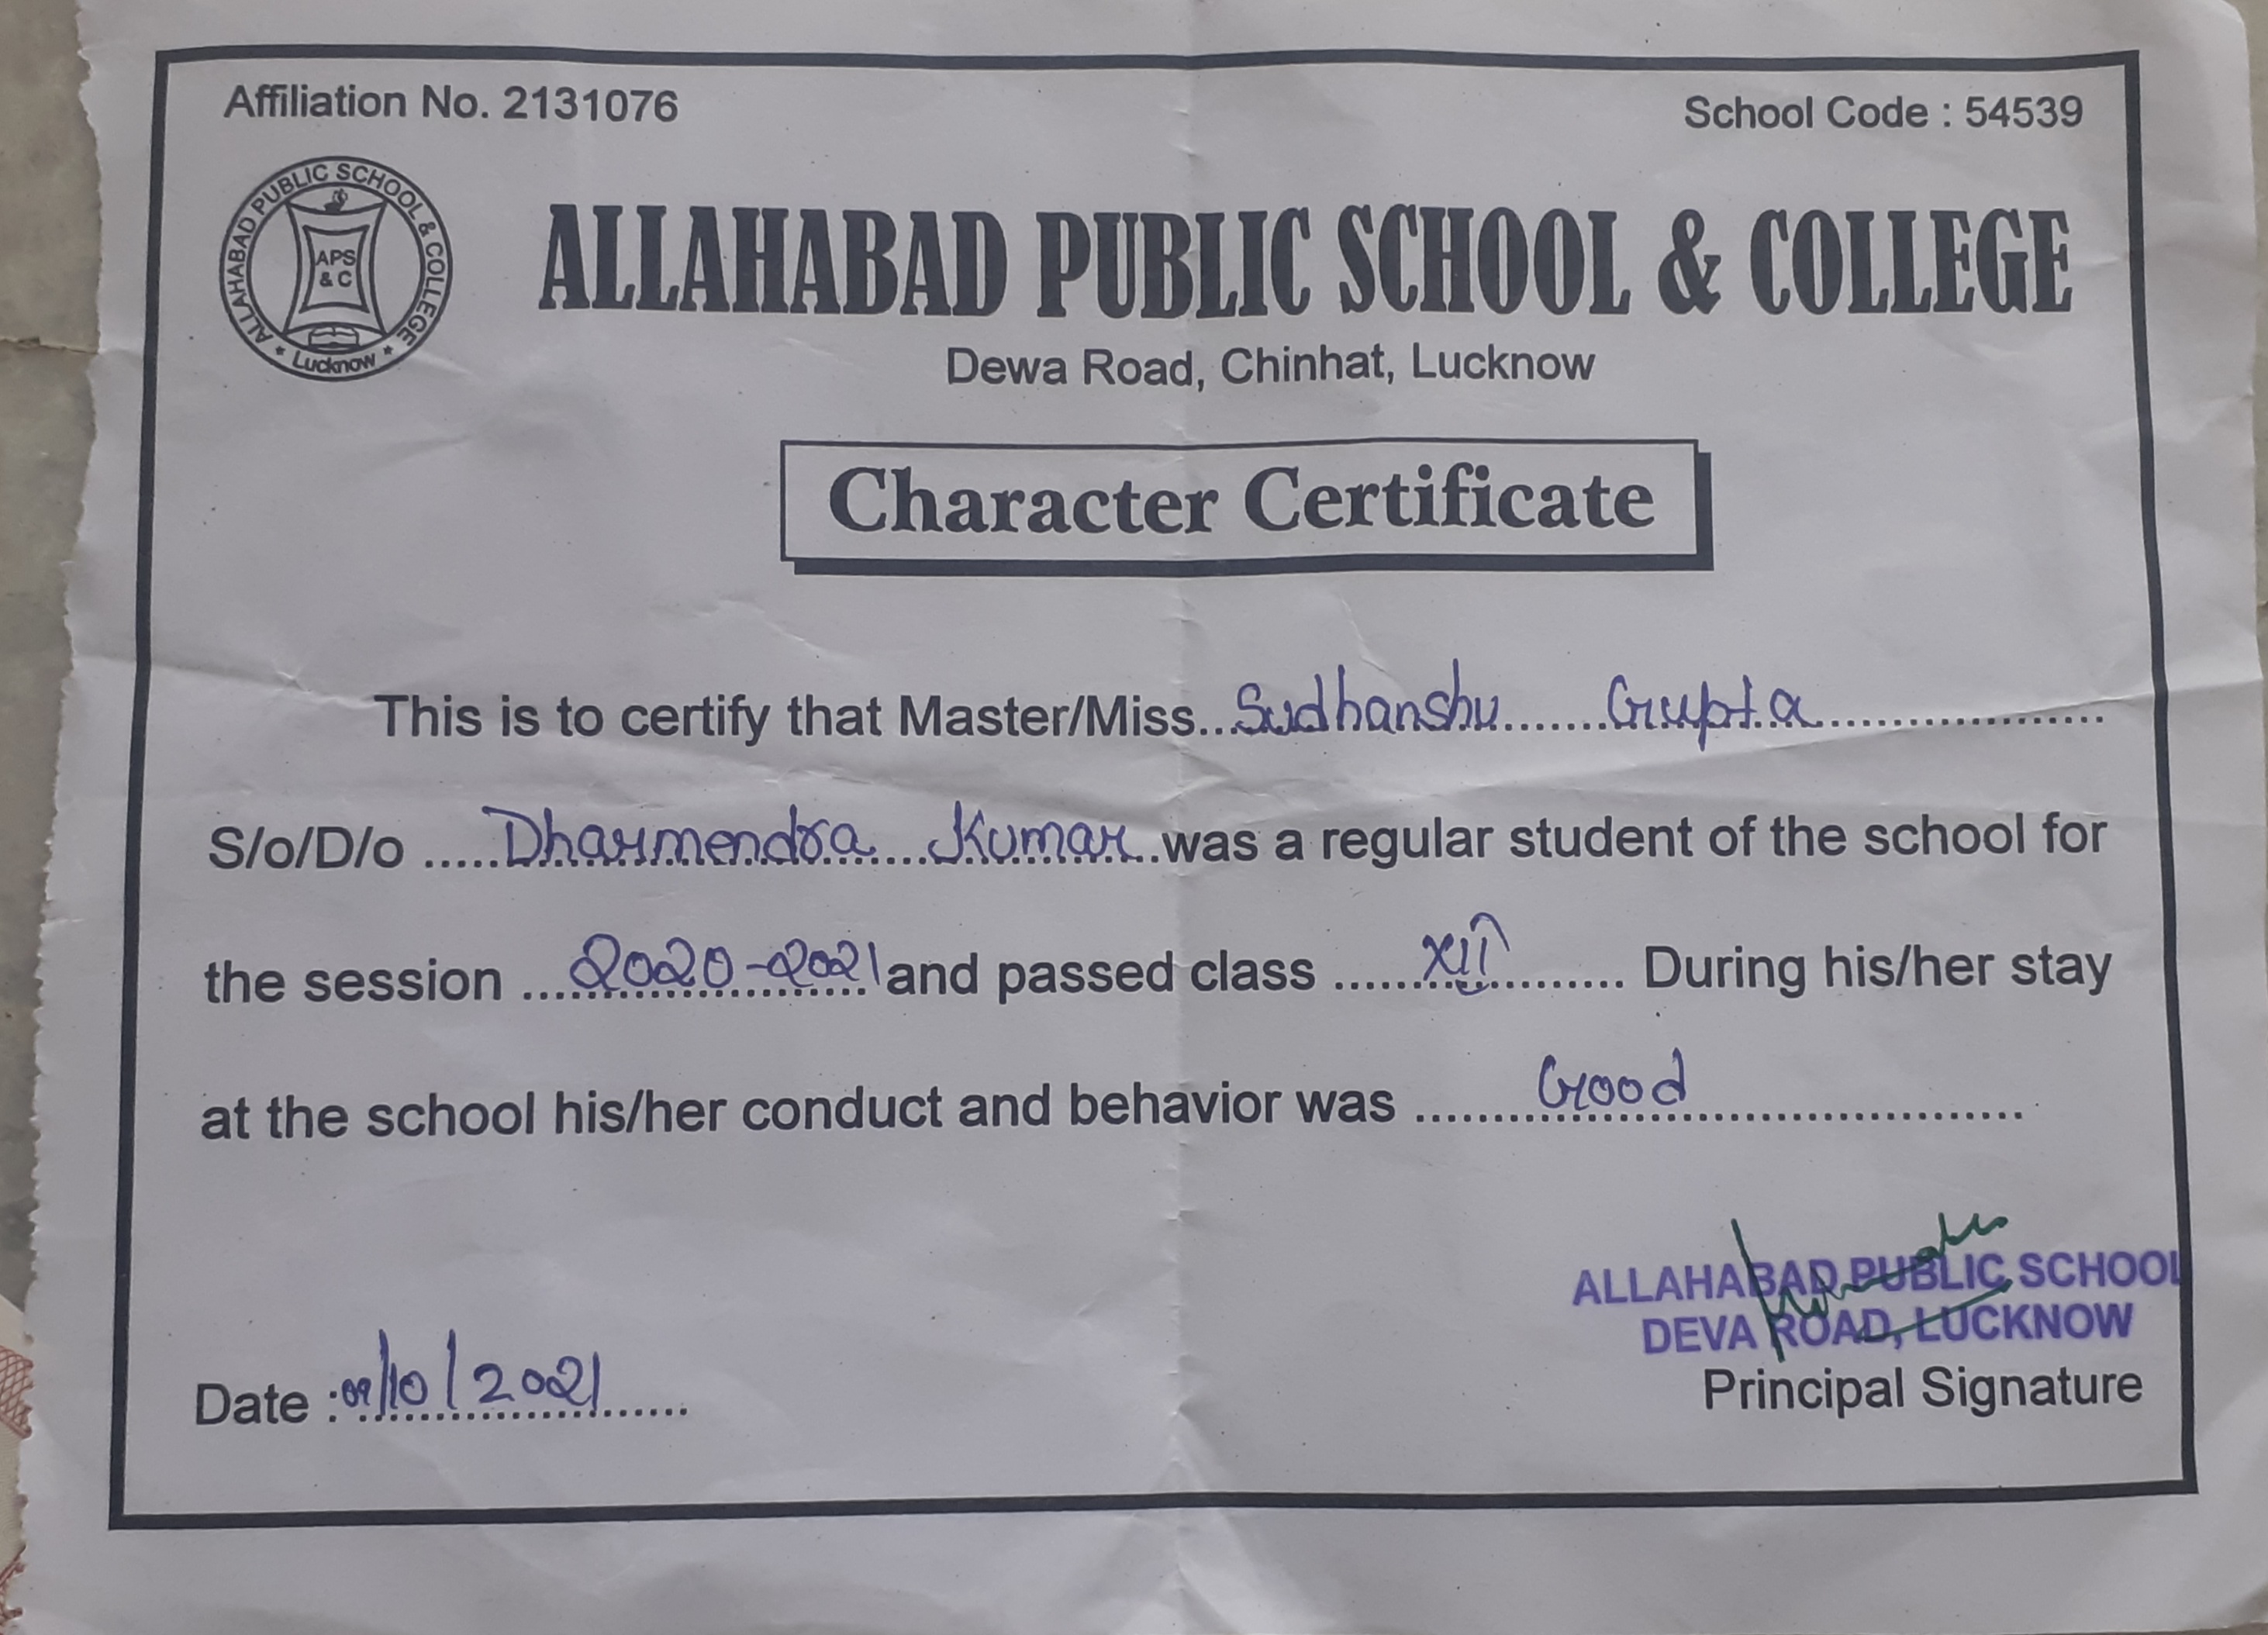 Affiliation No. 2131076
School Code : 54539
ALLAHABAD PUBLIC SCHOOL & COLLEGE
APS
& C
* Lucknow *
ALLAHABAD PUBLIC SCHOOL & COLLEGE
Dewa Road, Chinhat, Lucknow
Character Certificate
This is to certify that Master/Miss...Sudhanshu.......Gupta....................
S/o/D/o .....Dharmendra.....Kumar..was a regular student of the school for
the session ...2020-2021 and passed class ........XII.......... During his/her stay
at the school his/her conduct and behavior was ..........Good..............................
ALLAHABAD PUBLIC SCHOOL
DEVA ROAD, LUCKNOW
Date :09/10/2021.......
Principal Signature